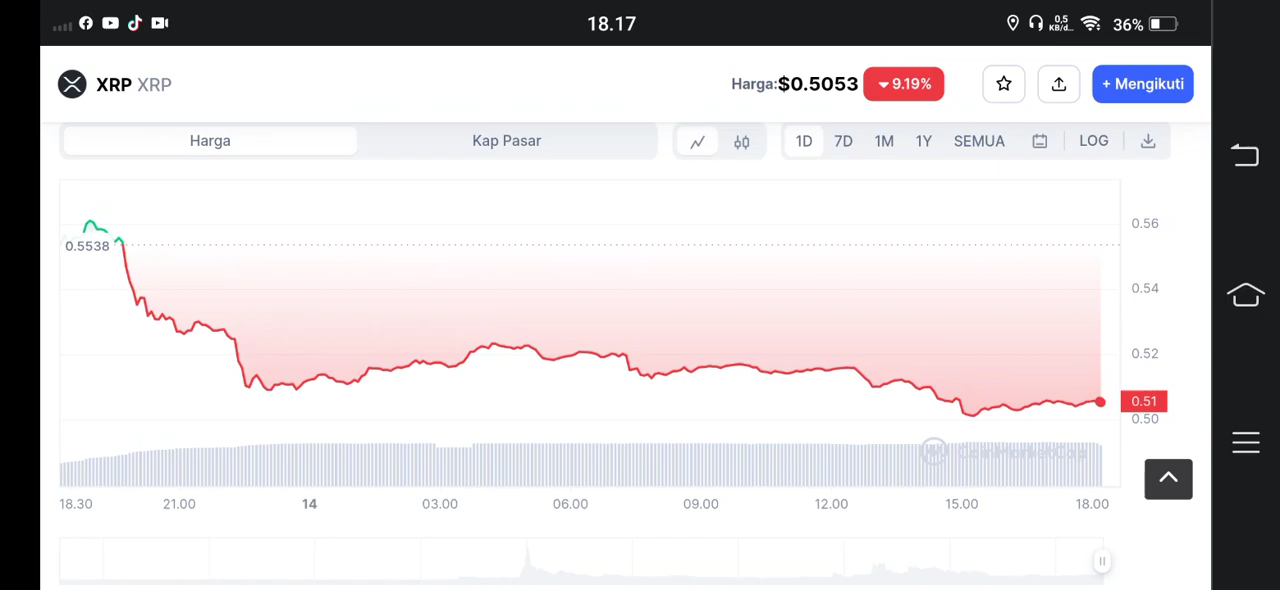 18.17
0,5
KB/d...
36%
XRP XRP
Harga:$0.5053
9.19%
+ Mengikuti
Harga
Kap Pasar
1D
7D
1M
1Y
SEMUA
LOG
0.5538
0.56
0.54
0.52
0.51
0.50
CoinMarketCap
18.30
21.00
14
03.00
06.00
09.00
12.00
15.00
18.00